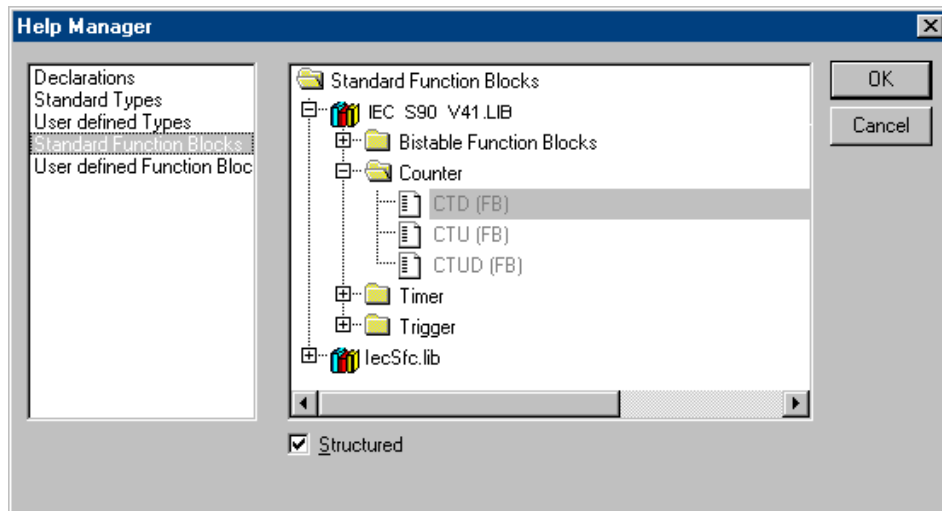 Help Manager
Declarations
Standard Types
User defined Types
Standard Function Blocks
User defined Function Bloc
Standard Function Blocks
IEC_S90_V41.LIB
Bistable Function Blocks
Counter
CTD (FB)
CTU (FB)
CTUD (FB)
Timer
Trigger
IecSfc.lib
Structured
OK
Cancel